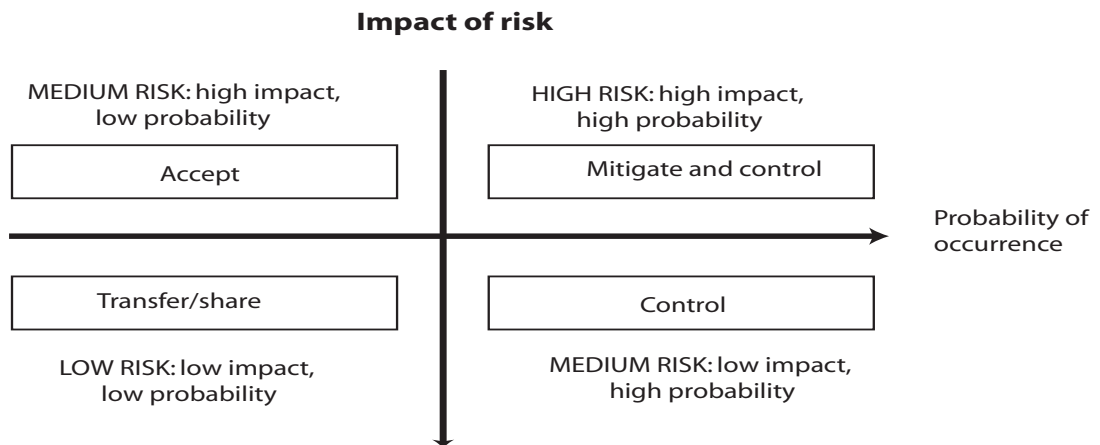 Impact of risk
MEDIUM RISK: high impact,
low probability
HIGH RISK: high impact,
high probability
Accept
Mitigate and control
Probability of
occurrence
Transfer/share
Control
LOW RISK: low impact,
low probability
MEDIUM RISK: low impact,
high probability